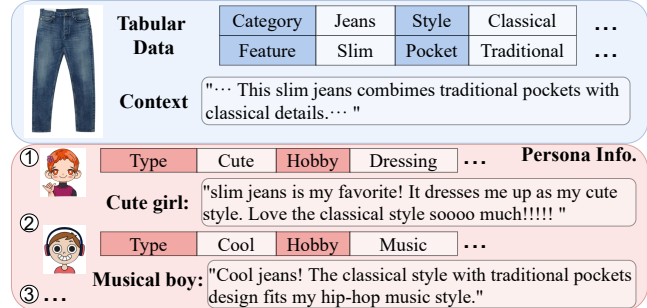 Tabular Data
Category Jeans Style Classical ...
Feature Slim Pocket Traditional ...
Context
"··· This slim jeans combimes traditional pockets with
classical details.··· "
Persona Info.
① Type Cute Hobby Dressing ...
Cute girl:
"slim jeans is my favorite! It dresses me up as my cute
style. Love the classical style soooo much!!!!! "
② Type Cool Hobby Music ...
Musical boy:
"Cool jeans! The classical style with traditional pockets
design fits my hip-hop music style."
③ ...